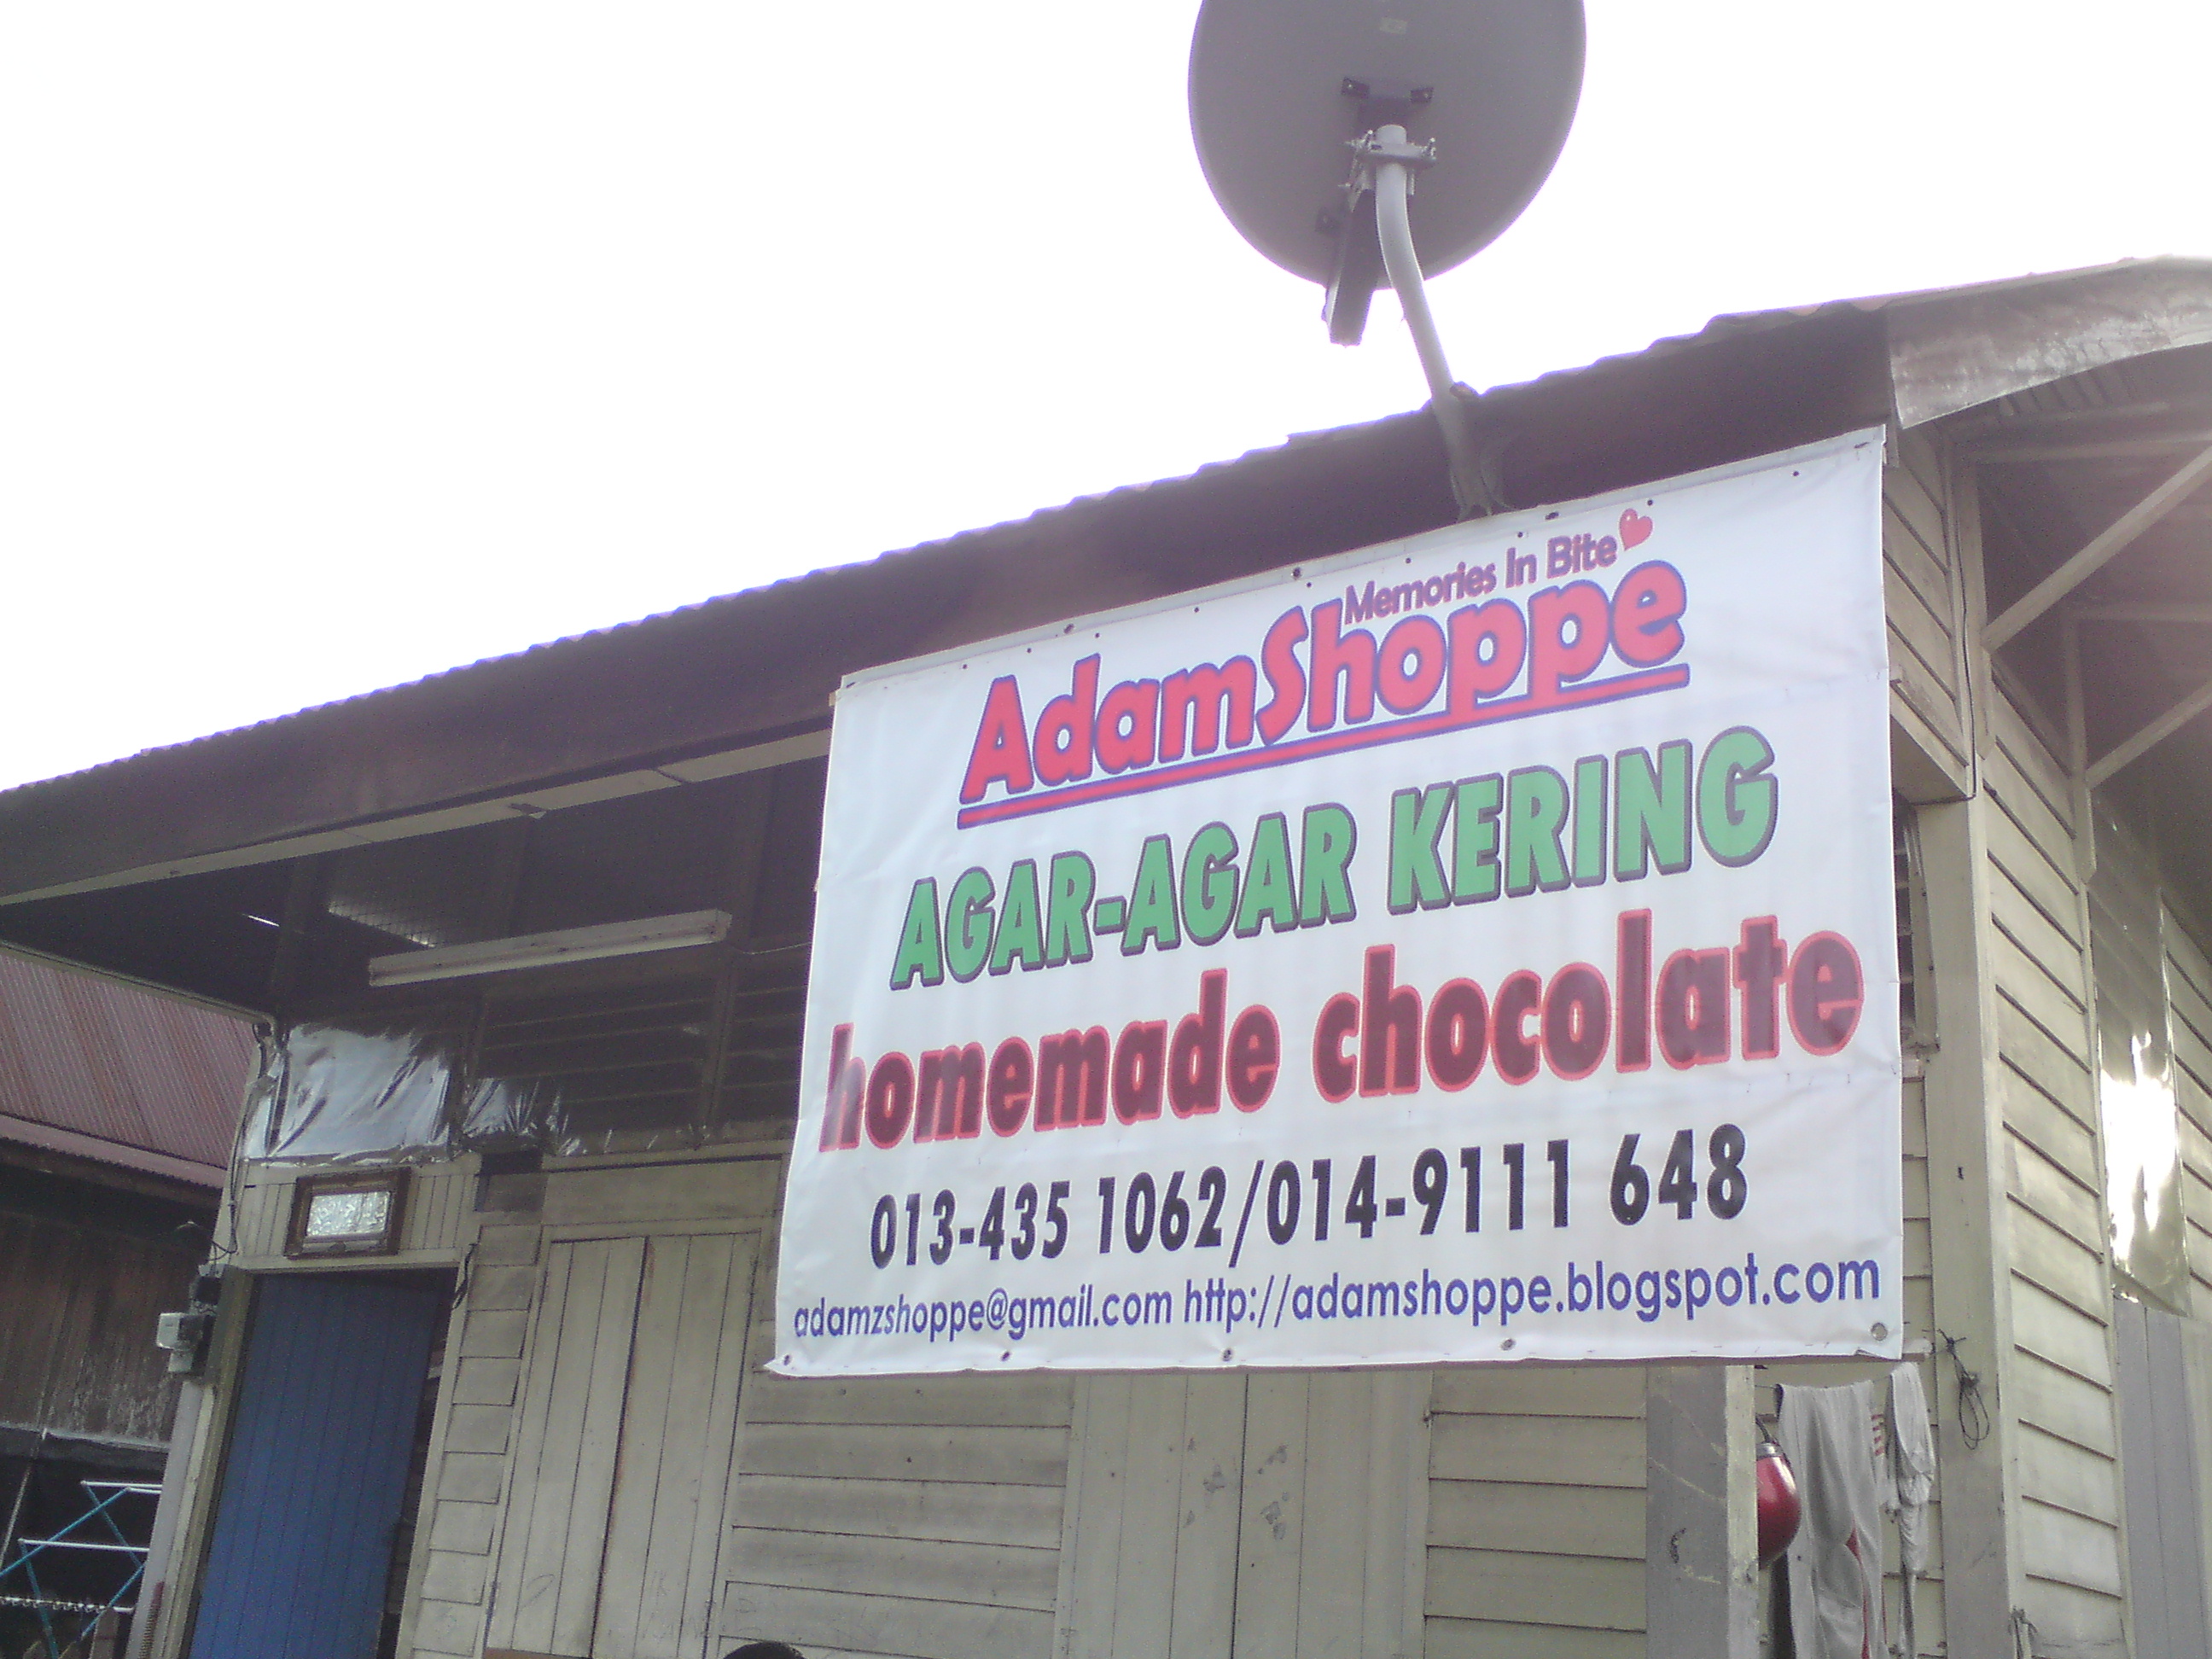 Memories In Bite
AdamShoppe
AGAR-AGAR KERING
homemade chocolate
013-435 1062/014-9111 648
adamzshoppe@gmail.com http://adamshoppe.blogspot.com